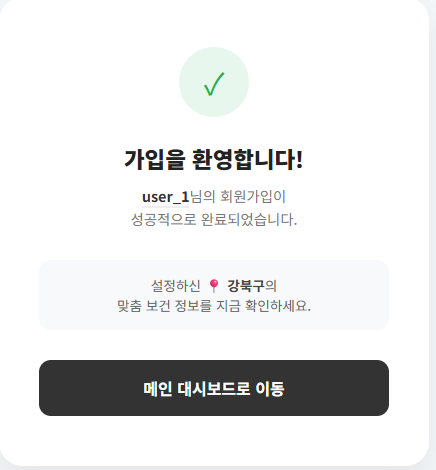 가입을 환영합니다!
user_1님의 회원가입이
성공적으로 완료되었습니다.
설정하신 📍 강북구의
맞춤 보건 정보를 지금 확인하세요.
메인 대시보드로 이동